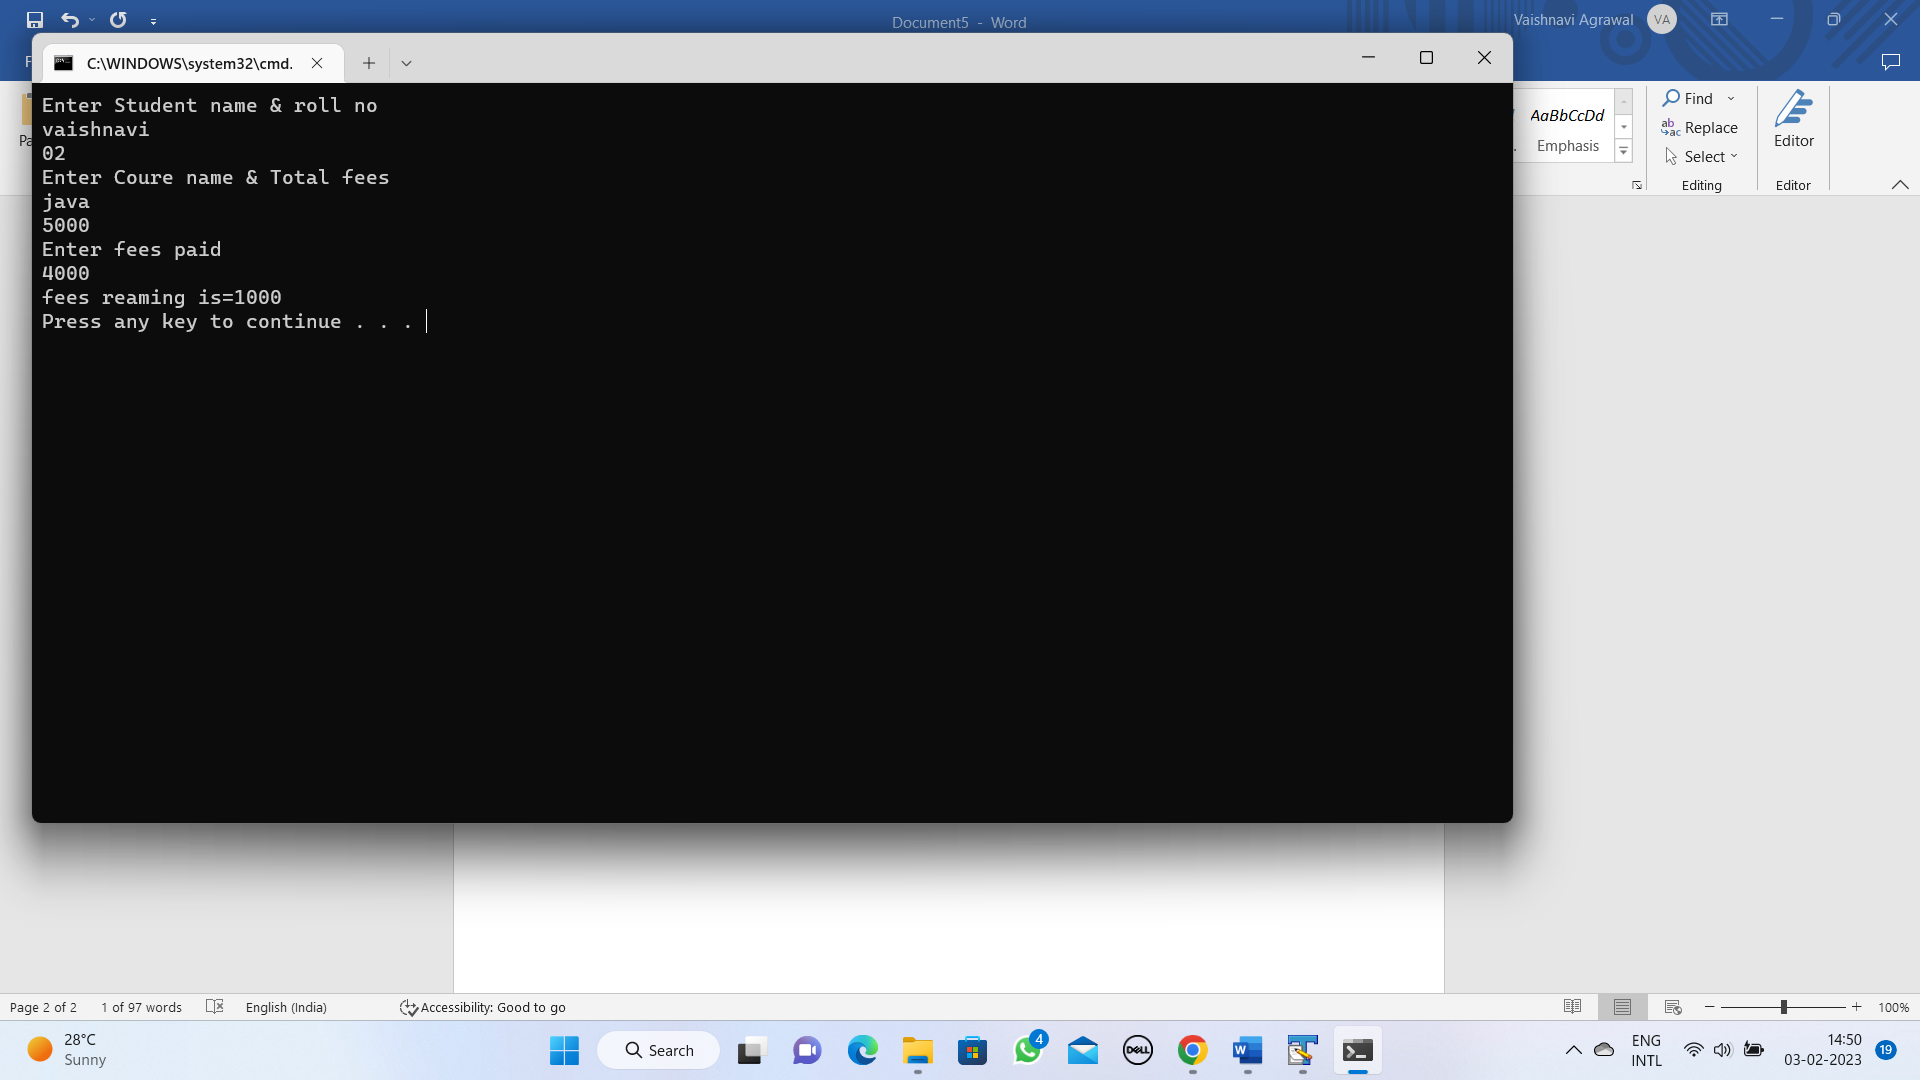 Document5 - Word
Vaishnavi Agrawal
VA
C:\WINDOWS\system32\cmd.
Enter Student name & roll no
vaishnavi
02
Enter Coure name & Total fees
java
5000
Enter fees paid
4000
fees reaming is=1000
Press any key to continue . . .
AaBbCcDd
Emphasis
Find
Replace
Select
Editing
Editor
Editor
Page 2 of 2
1 of 97 words
English (India)
Accessibility: Good to go
100%
28°C
Sunny
Search
4
DELL
W
ENG
INTL
14:50
03-02-2023
19